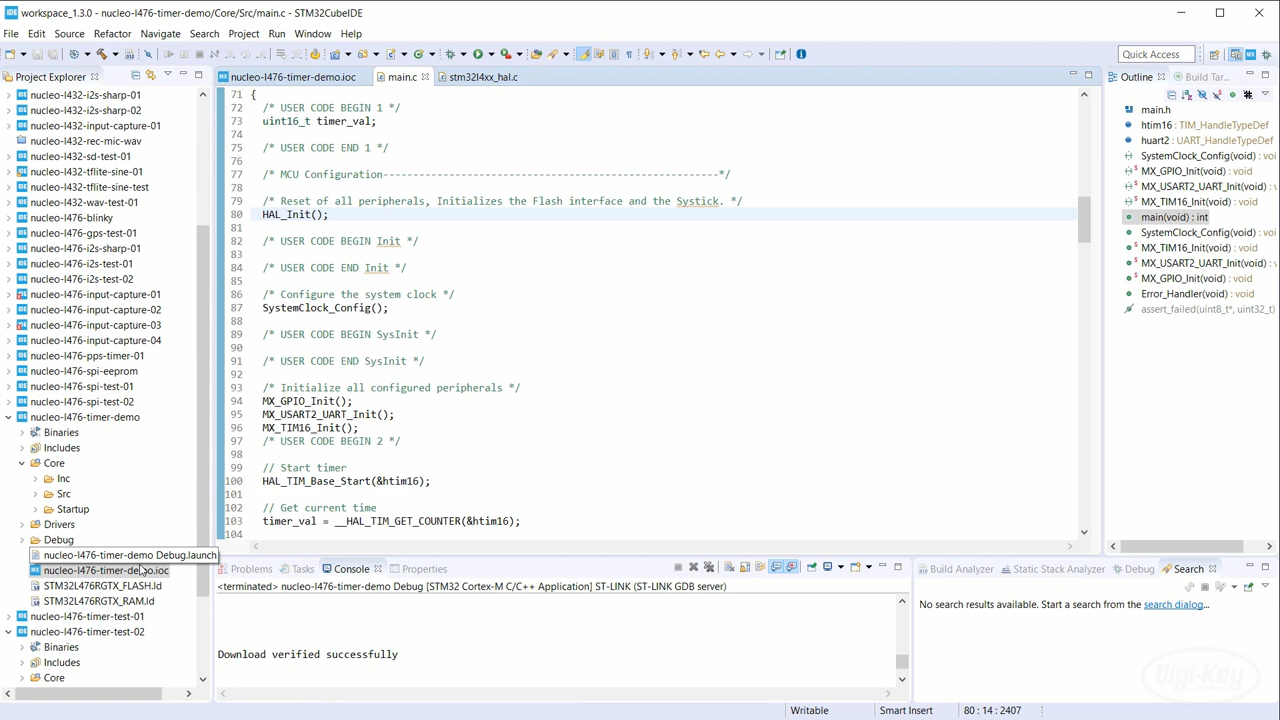 workspace_1.3.0 - nucleo-l476-timer-demo/Core/Src/main.c - STM32CubeIDE
File Edit Source Refactor Navigate Search Project Run Window Help
Quick Access
Project Explorer
nucleo-l432-i2s-sharp-01
nucleo-l432-i2s-sharp-02
nucleo-l432-input-capture-01
nucleo-l432-rec-mic-wav
nucleo-l432-sd-test-01
nucleo-l432-tflite-sine-01
nucleo-l432-tflite-sine-test
nucleo-l432-wav-test-01
nucleo-l476-blinky
nucleo-l476-gps-test-01
nucleo-l476-i2s-sharp-01
nucleo-l476-i2s-test-01
nucleo-l476-i2s-test-02
nucleo-l476-input-capture-01
nucleo-l476-input-capture-02
nucleo-l476-input-capture-03
nucleo-l476-input-capture-04
nucleo-l476-pps-timer-01
nucleo-l476-spi-eeprom
nucleo-l476-spi-test-01
nucleo-l476-spi-test-02
nucleo-l476-timer-demo
Binaries
Includes
Core
Inc
Src
Startup
Drivers
Debug
nucleo-l476-timer-demo Debug.launch
nucleo-l476-timer-demo.ioc
STM32L476RGTX_FLASH.ld
STM32L476RGTX_RAM.ld
nucleo-l476-timer-test-01
nucleo-l476-timer-test-02
Binaries
Includes
Core
nucleo-l476-timer-demo.ioc main.c stm32l4xx_hal.c
71 {
72 /* USER CODE BEGIN 1 */
73 uint16_t timer_val;
74
75 /* USER CODE END 1 */
76
77 /* MCU Configuration--------------------------------------------------------*/
78
79 /* Reset of all peripherals, Initializes the Flash interface and the Systick. */
80 HAL_Init();
81
82 /* USER CODE BEGIN Init */
83
84 /* USER CODE END Init */
85
86 /* Configure the system clock */
87 SystemClock_Config();
88
89 /* USER CODE BEGIN SysInit */
90
91 /* USER CODE END SysInit */
92
93 /* Initialize all configured peripherals */
94 MX_GPIO_Init();
95 MX_USART2_UART_Init();
96 MX_TIM16_Init();
97 /* USER CODE BEGIN 2 */
98
99 // Start timer
100 HAL_TIM_Base_Start(&htim16);
101
102 // Get current time
103 timer_val = __HAL_TIM_GET_COUNTER(&htim16);
104
Outline Build Tar...
main.h
htim16 : TIM_HandleTypeDef
huart2 : UART_HandleTypeDef
SystemClock_Config(void) : voi
MX_GPIO_Init(void) : void
MX_USART2_UART_Init(void) :
MX_TIM16_Init(void) : void
main(void) : int
SystemClock_Config(void) : voi
MX_TIM16_Init(void) : void
MX_USART2_UART_Init(void) :
MX_GPIO_Init(void) : void
Error_Handler(void) : void
assert_failed(uint8_t*, uint32_t)
Problems Tasks Console Properties
<terminated> nucleo-l476-timer-demo Debug [STM32 Cortex-M C/C++ Application] ST-LINK (ST-LINK GDB server)
Download verified successfully
Build Analyzer Static Stack Analyzer Debug Search
No search results available. Start a search from the search dialog...
Digi-Key
Writable Smart Insert 80 : 14 : 2407